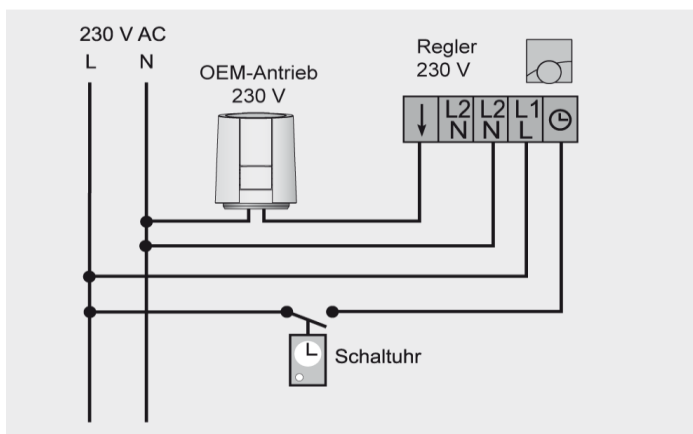 230 V AC
L N
OEM-Antrieb
230 V
Regler
230 V
L2 L2 L1
N N L
Schaltuhr